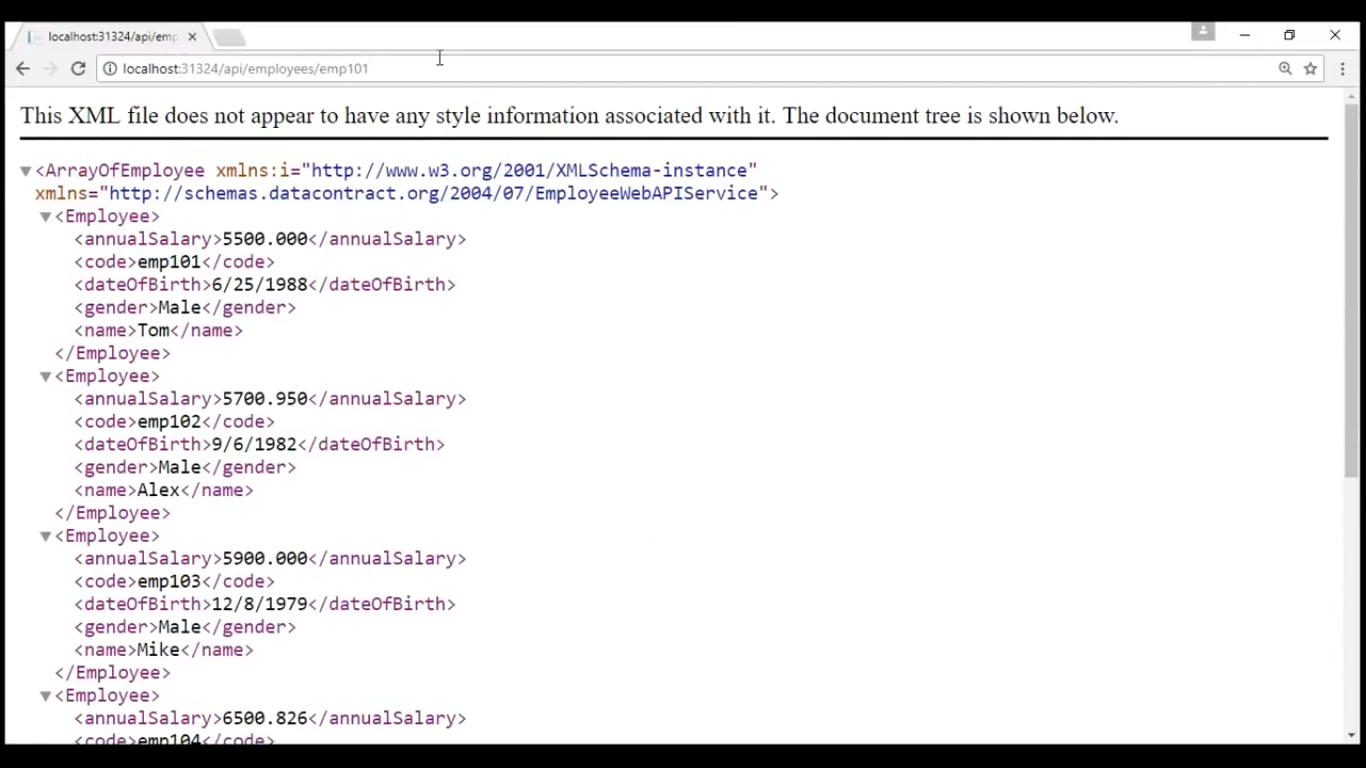 localhost:31324/api/emp
localhost:31324/api/employees/emp101
This XML file does not appear to have any style information associated with it. The document tree is shown below.
▼<ArrayOfEmployee xmlns:i="http://www.w3.org/2001/XMLSchema-instance"
xmlns="http://schemas.datacontract.org/2004/07/EmployeeWebAPIService">
▼<Employee>
<annualSalary>5500.000</annualSalary>
<code>emp101</code>
<dateOfBirth>6/25/1988</dateOfBirth>
<gender>Male</gender>
<name>Tom</name>
</Employee>
▼<Employee>
<annualSalary>5700.950</annualSalary>
<code>emp102</code>
<dateOfBirth>9/6/1982</dateOfBirth>
<gender>Male</gender>
<name>Alex</name>
</Employee>
▼<Employee>
<annualSalary>5900.000</annualSalary>
<code>emp103</code>
<dateOfBirth>12/8/1979</dateOfBirth>
<gender>Male</gender>
<name>Mike</name>
</Employee>
▼<Employee>
<annualSalary>6500.826</annualSalary>
<code>emp104</code>